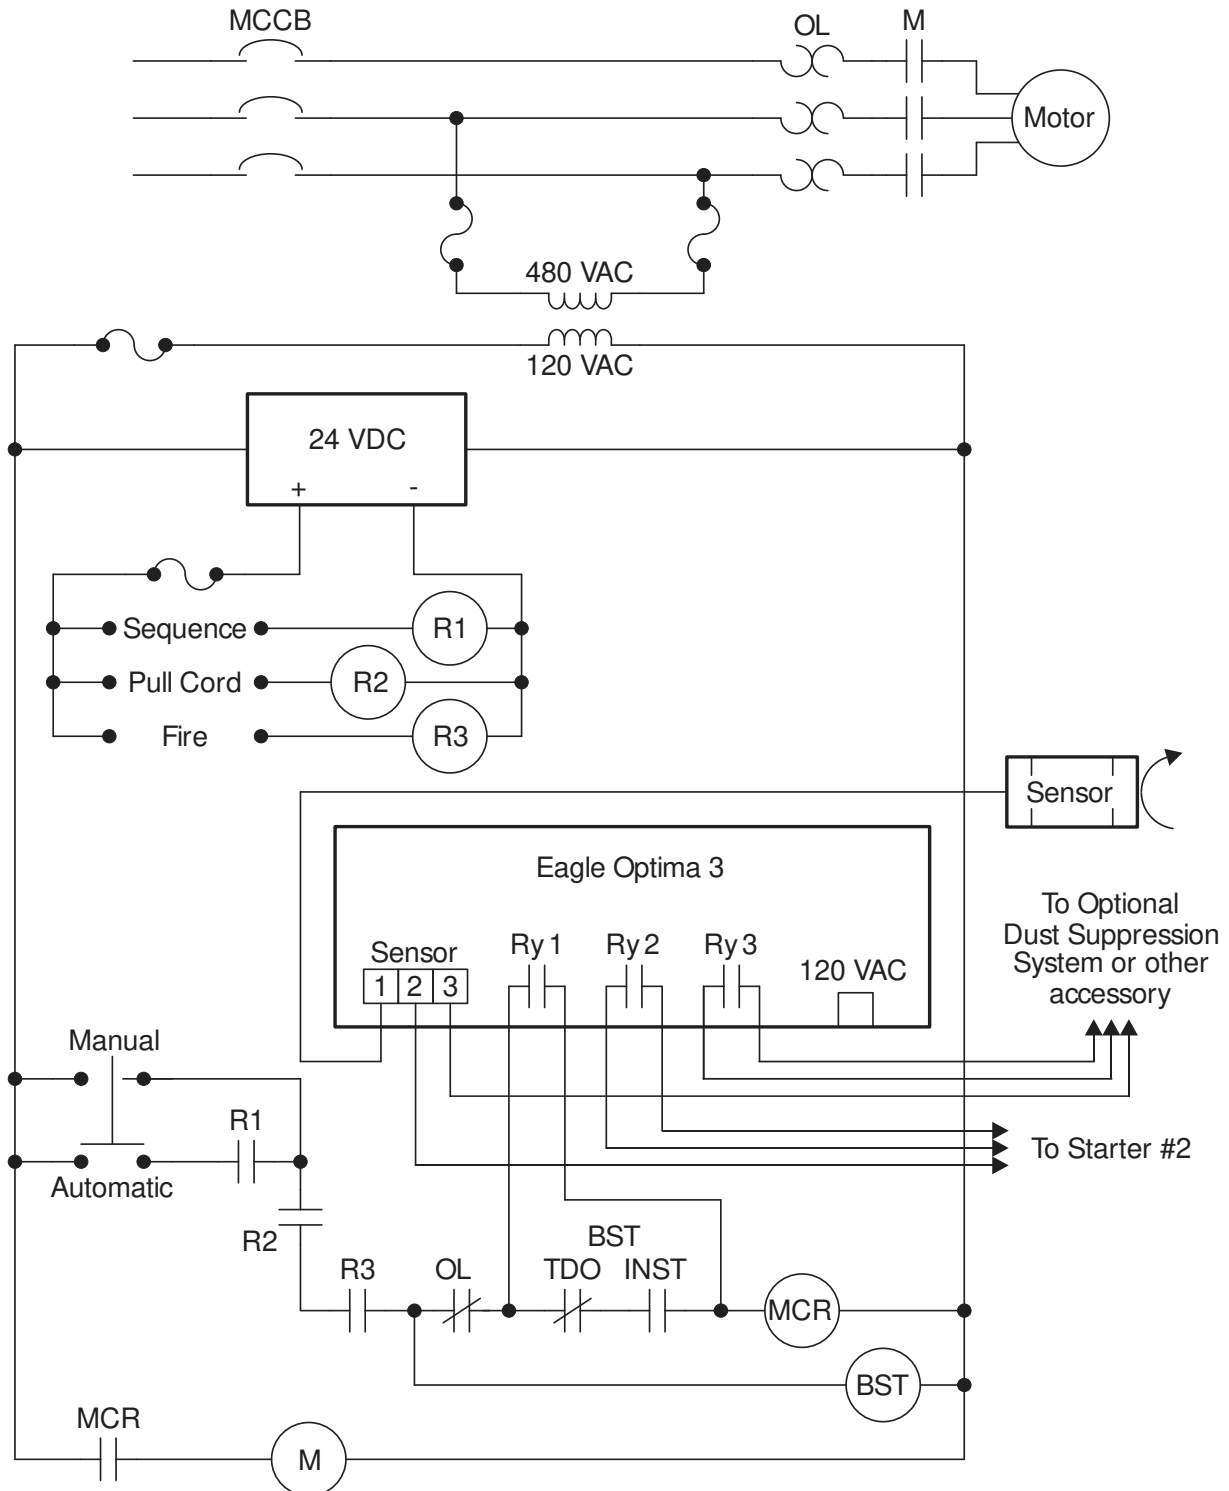 MCCB
OL
M
Motor
480 VAC
120 VAC
24 VDC
+ -
Sequence
R1
Pull Cord
R2
Fire
R3
Sensor
Eagle Optima 3
To Optional
Dust Suppression
System or other
accessory
Sensor
1 2 3
Ry 1
Ry 2
Ry 3
120 VAC
Manual
R1
Automatic
To Starter #2
R2
BST
R3
OL
TDO
INST
MCR
BST
MCR
M